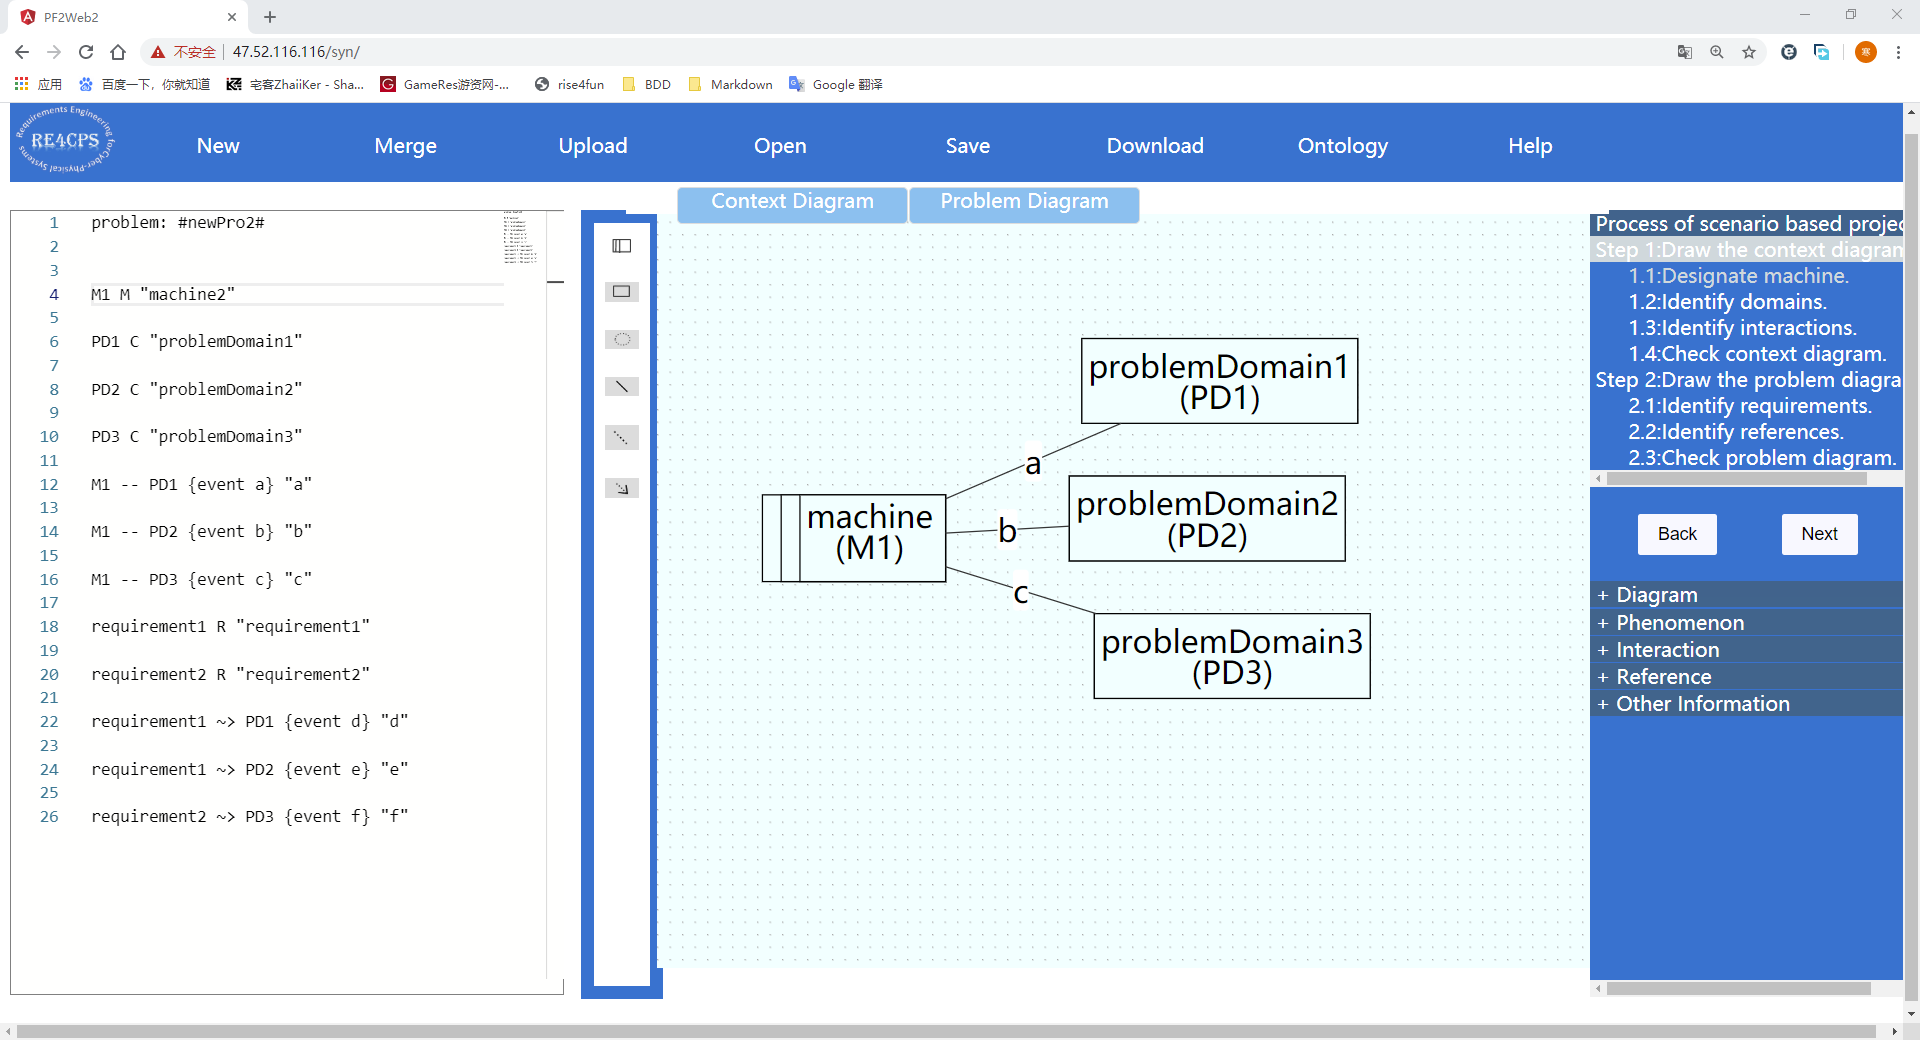 PF2Web2
不安全
47.52.116.116/syn/
寒
应用
百度一下，你就知道
宅客ZhaiiKer - Sha...
GameRes游资网-...
rise4fun
BDD
Markdown
Google 翻译
Requirements Engineering
RE4CPS
for Cyber-Physical Systems
New
Merge
Upload
Open
Save
Download
Ontology
Help
Context Diagram
Problem Diagram
1 problem: #newPro2#
2
3
4 M1 M "machine2"
5
6 PD1 C "problemDomain1"
7
8 PD2 C "problemDomain2"
9
10 PD3 C "problemDomain3"
11
12 M1 -- PD1 {event a} "a"
13
14 M1 -- PD2 {event b} "b"
15
16 M1 -- PD3 {event c} "c"
17
18 requirement1 R "requirement1"
19
20 requirement2 R "requirement2"
21
22 requirement1 ~> PD1 {event d} "d"
23
24 requirement1 ~> PD2 {event e} "e"
25
26 requirement2 ~> PD3 {event f} "f"
problemDomain1
(PD1)
a
machine
(M1)
b
problemDomain2
(PD2)
c
problemDomain3
(PD3)
Process of scenario based projec
Step 1:Draw the context diagram
1.1:Designate machine.
1.2:Identify domains.
1.3:Identify interactions.
1.4:Check context diagram.
Step 2:Draw the problem diagra
2.1:Identify requirements.
2.2:Identify references.
2.3:Check problem diagram.
Back
Next
+ Diagram
+ Phenomenon
+ Interaction
+ Reference
+ Other Information